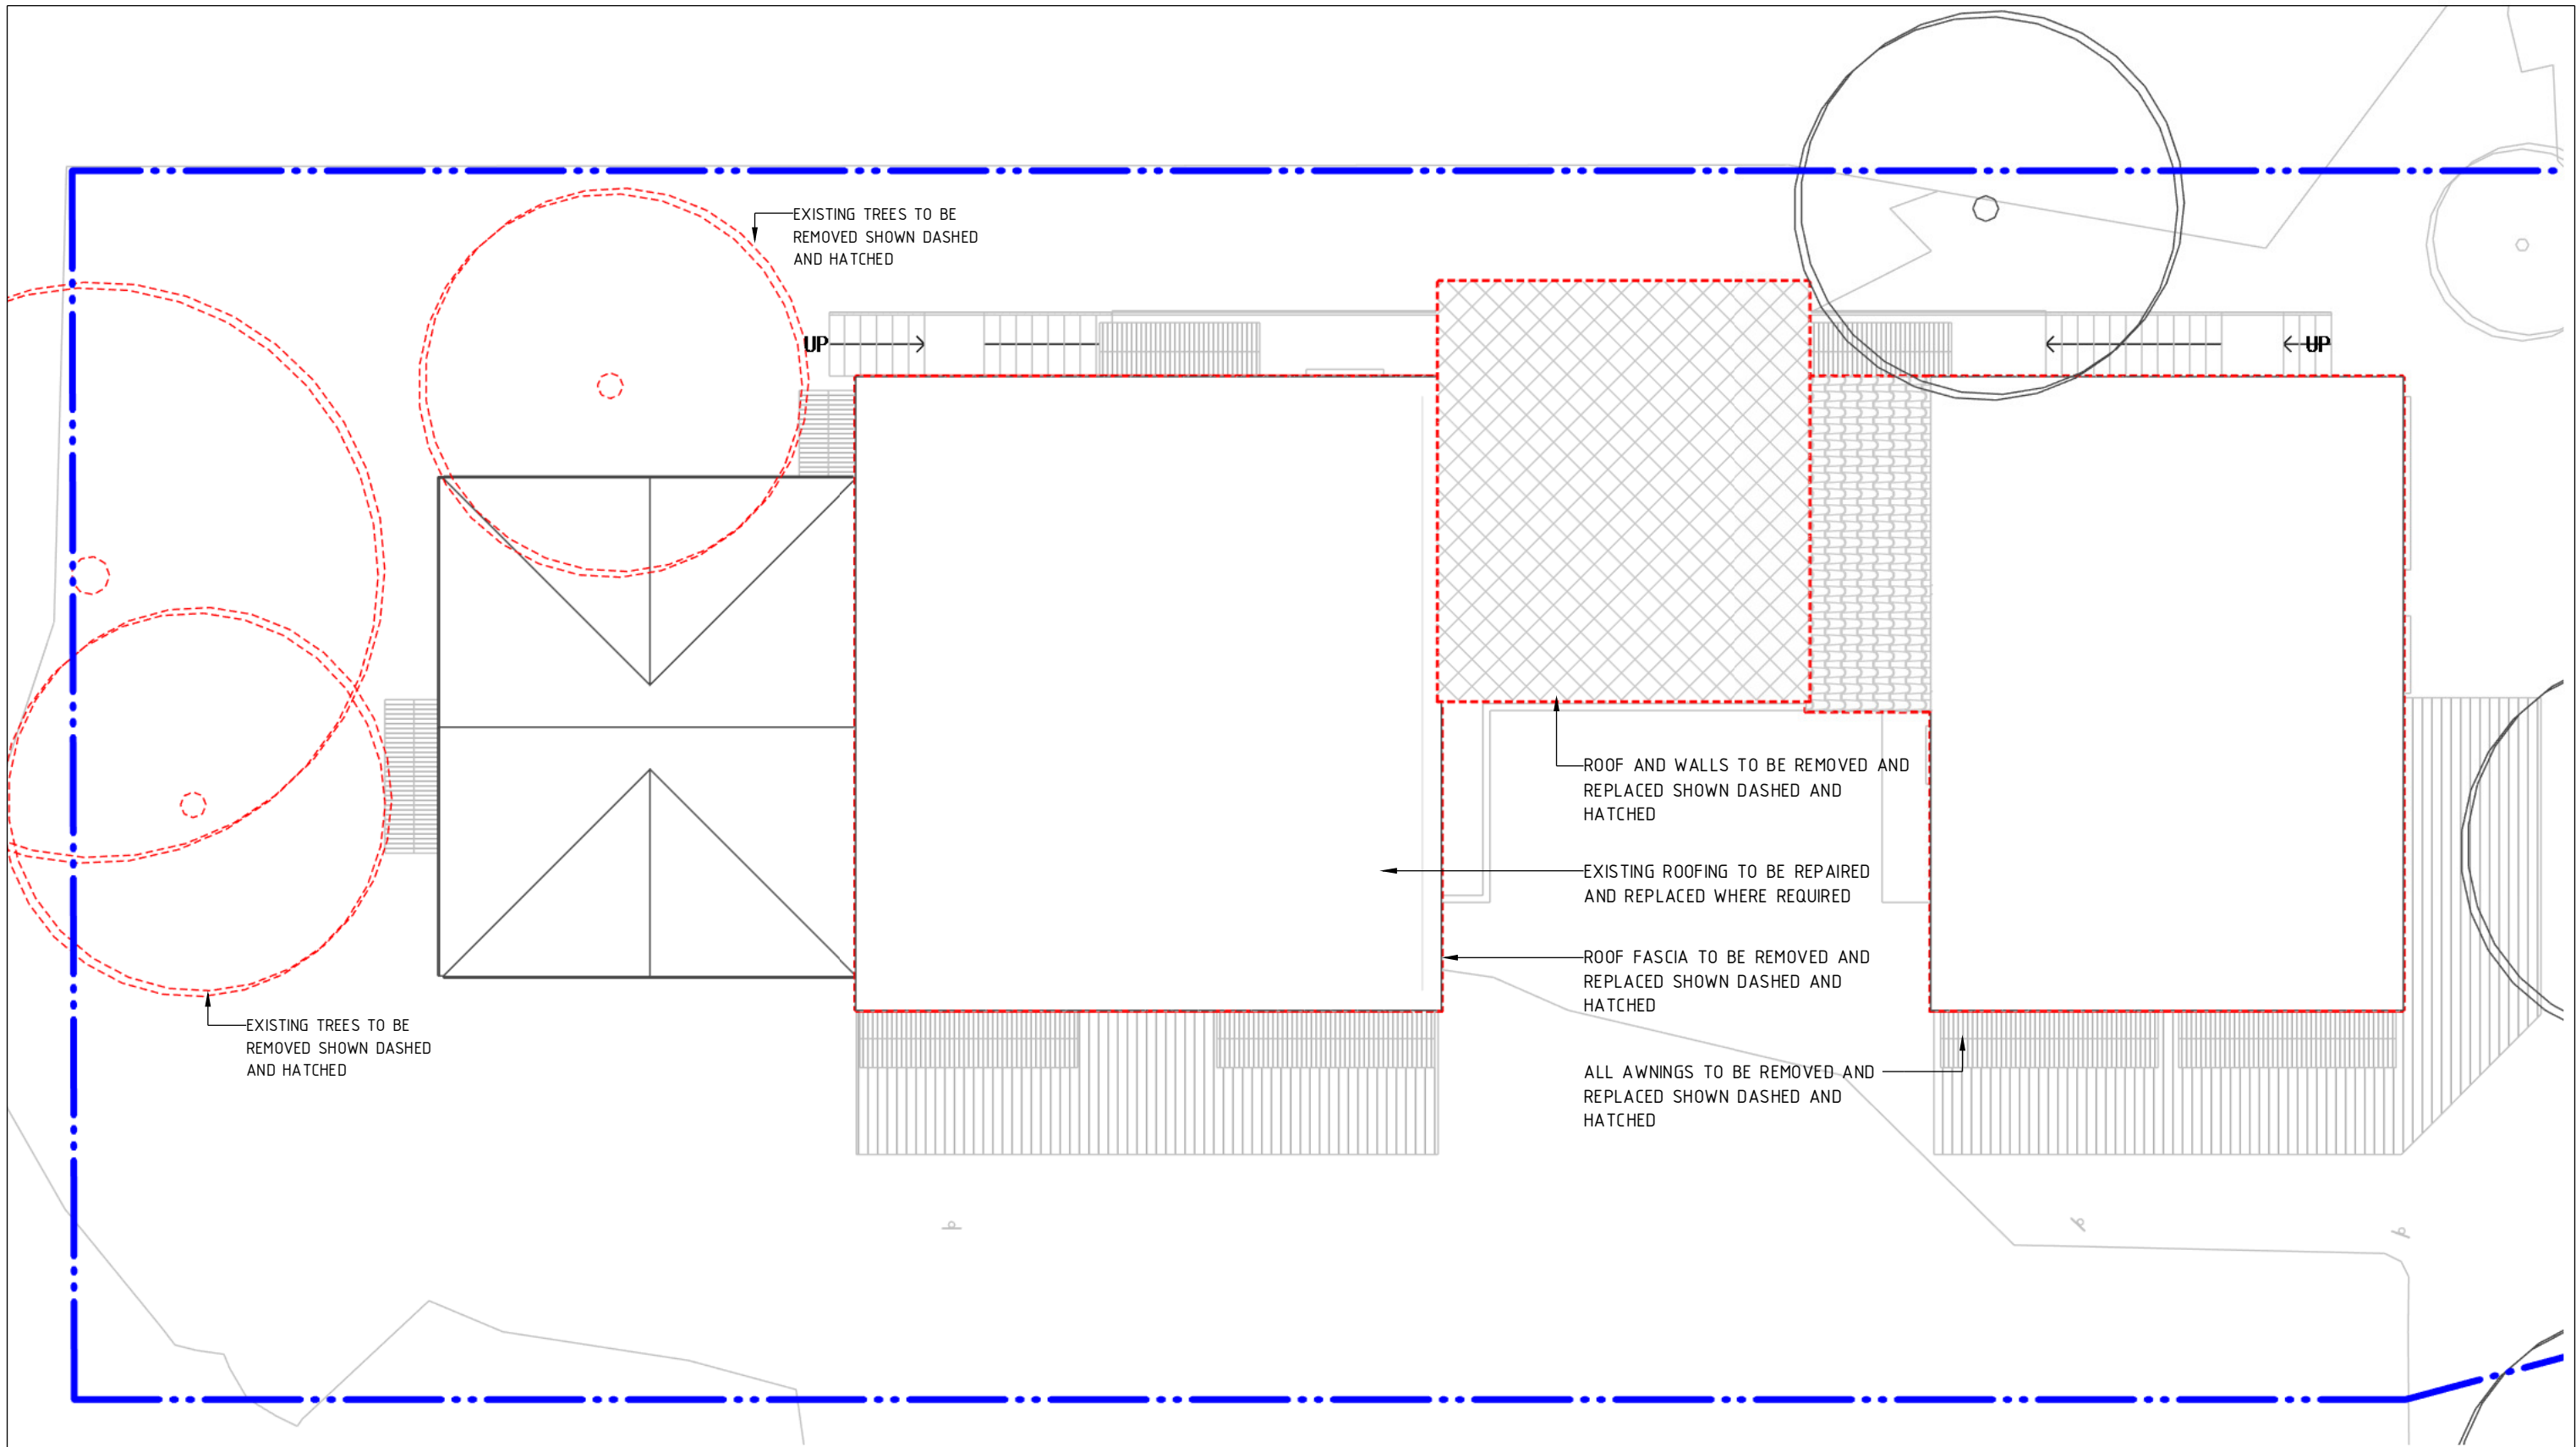 EXISTING TREES TO BE
REMOVED SHOWN DASHED
AND HATCHED
UP
UP
ROOF AND WALLS TO BE REMOVED AND
REPLACED SHOWN DASHED AND
HATCHED
EXISTING ROOFING TO BE REPAIRED
AND REPLACED WHERE REQUIRED
ROOF FASCIA TO BE REMOVED AND
REPLACED SHOWN DASHED AND
HATCHED
EXISTING TREES TO BE
REMOVED SHOWN DASHED
AND HATCHED
ALL AWNINGS TO BE REMOVED AND
REPLACED SHOWN DASHED AND
HATCHED